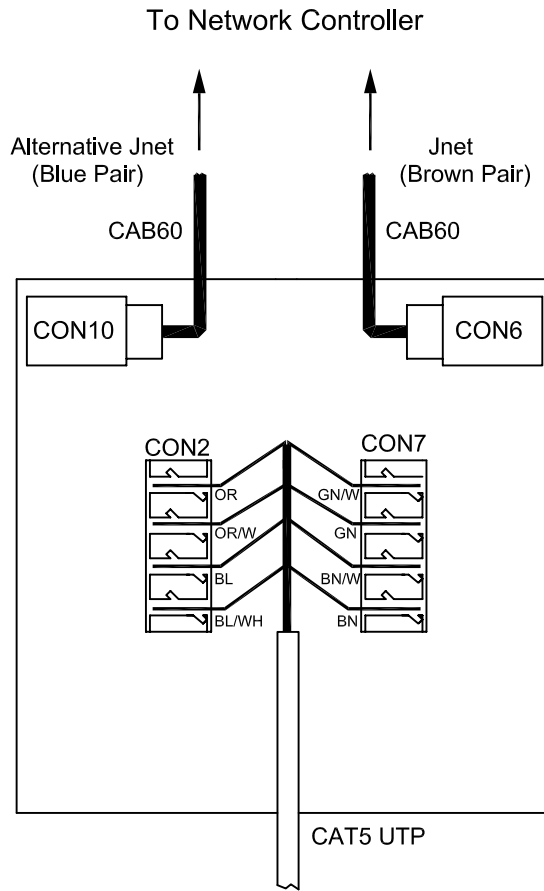 To Network Controller
Alternative Jnet
(Blue Pair)
Jnet
(Brown Pair)
CAB60
CAB60
CON10
CON6
CON2
CON7
OR
GN/W
OR/W
GN
BL
BN/W
BL/WH
BN
CAT5 UTP